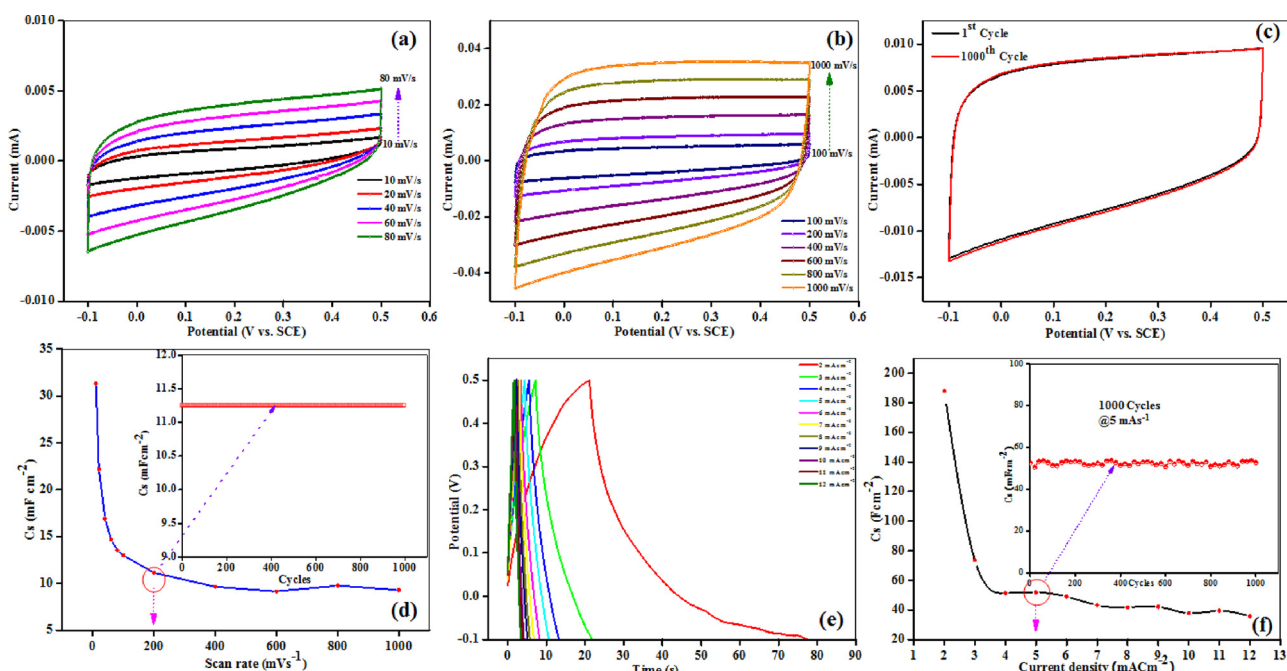 (a)
0.010
0.005
0.000
-0.005
-0.010
Current (mA)
80 mV/s
10 mV/s
10 mV/s
20 mV/s
40 mV/s
60 mV/s
80 mV/s
-0.1 0.0 0.1 0.2 0.3 0.4 0.5 0.6
Potential (V vs. SCE)
(b)
0.04
0.02
0.00
-0.02
-0.04
Current (mA)
1000 mV/s
100 mV/s
100 mV/s
200 mV/s
400 mV/s
600 mV/s
800 mV/s
1000 mV/s
-0.1 0.0 0.1 0.2 0.3 0.4 0.5 0.6
Potential (V vs. SCE)
(c)
1st Cycle
1000th Cycle
0.010
0.005
0.000
-0.005
-0.010
-0.015
Current (mA)
-0.1 0.0 0.1 0.2 0.3 0.4 0.5
Potential (V vs. SCE)
35
30
25
20
15
10
5
Cs (mF cm-2)
12.0
11.5
11.0
10.5
10.0
9.5
9.0
Cs (mFcm-2)
0 200 400 600 800 1000
Cycles
(d)
0 200 400 600 800 1000
Scan rate (mVs-1)
0.5
0.4
0.3
0.2
0.1
0.0
-0.1
Potential (V)
2 mAcm-2
3 mAcm-2
4 mAcm-2
5 mAcm-2
6 mAcm-2
7 mAcm-2
8 mAcm-2
9 mAcm-2
10 mAcm-2
11 mAcm-2
12 mAcm-2
(e)
0 10 20 30 40 50 60 70 80
Time (s)
200
180
160
140
120
100
80
60
40
20
Cs (Fcm-2)
100
80
60
40
20
0
Cs (mFcm-2)
1000 Cycles
@5 mAs-1
200 400 Cycles 600 800 1000
(f)
1 2 3 4 5 6 7 8 9 10 11 12 13
Current density (mACm-2)